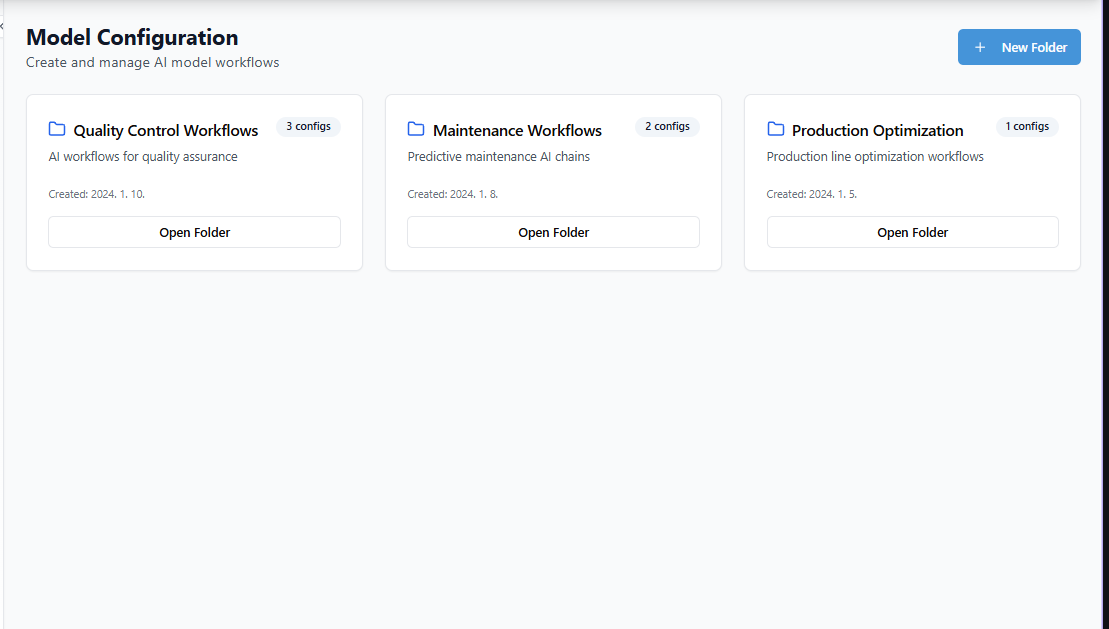 Model Configuration
Create and manage AI model workflows
+ New Folder
Quality Control Workflows
3 configs
AI workflows for quality assurance
Created: 2024. 1. 10.
Open Folder
Maintenance Workflows
2 configs
Predictive maintenance AI chains
Created: 2024. 1. 8.
Open Folder
Production Optimization
1 configs
Production line optimization workflows
Created: 2024. 1. 5.
Open Folder